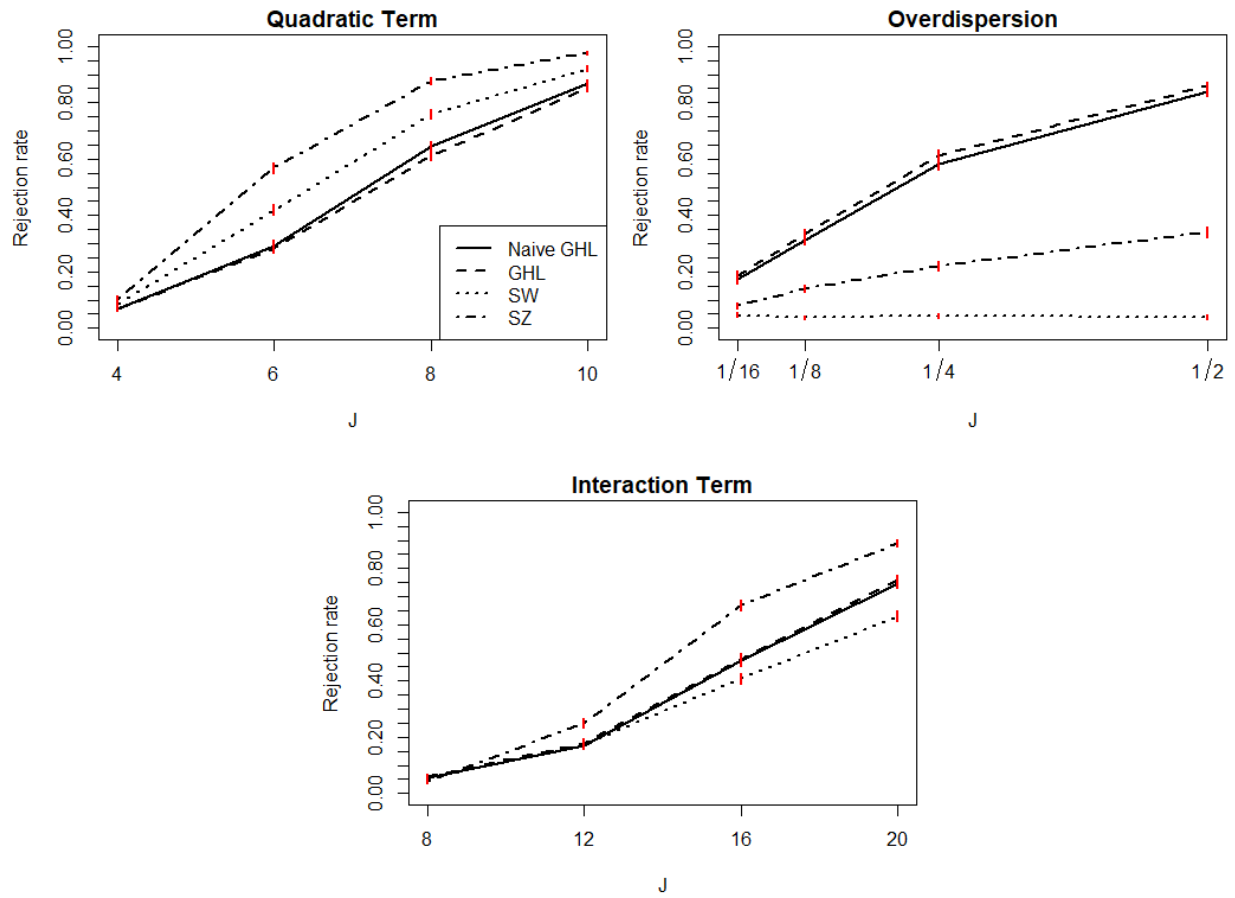 Quadratic Term
Rejection rate
0.00 0.20 0.40 0.60 0.80 1.00
Naive GHL
GHL
SW
SZ
4 6 8 10
J
Overdispersion
Rejection rate
0.00 0.20 0.40 0.60 0.80 1.00
1/16 1/8 1/4 1/2
J
Interaction Term
Rejection rate
0.00 0.20 0.40 0.60 0.80 1.00
8 12 16 20
J